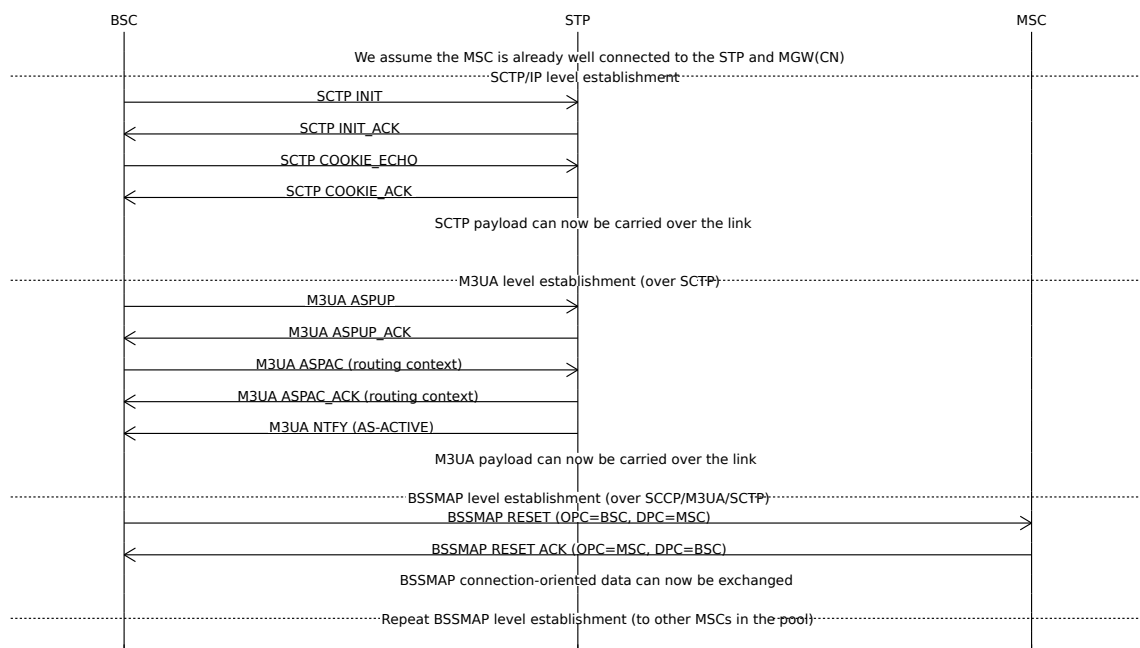 BSC STP MSC
We assume the MSC is already well connected to the STP and MGW(CN)
SCTP/IP level establishment
SCTP INIT
SCTP INIT_ACK
SCTP COOKIE_ECHO
SCTP COOKIE_ACK
SCTP payload can now be carried over the link
M3UA level establishment (over SCTP)
M3UA ASPUP
M3UA ASPUP_ACK
M3UA ASPAC (routing context)
M3UA ASPAC_ACK (routing context)
M3UA NTFY (AS-ACTIVE)
M3UA payload can now be carried over the link
BSSMAP level establishment (over SCCP/M3UA/SCTP)
BSSMAP RESET (OPC=BSC, DPC=MSC)
BSSMAP RESET ACK (OPC=MSC, DPC=BSC)
BSSMAP connection-oriented data can now be exchanged
Repeat BSSMAP level establishment (to other MSCs in the pool)